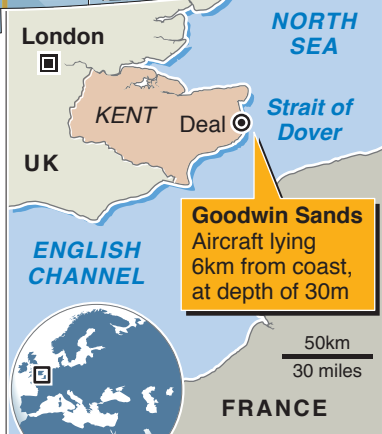 NORTH
SEA
London
KENT
Deal
Strait of
Dover
UK
Goodwin Sands
Aircraft lying
6km from coast,
at depth of 30m
ENGLISH
CHANNEL
50km
30 miles
FRANCE